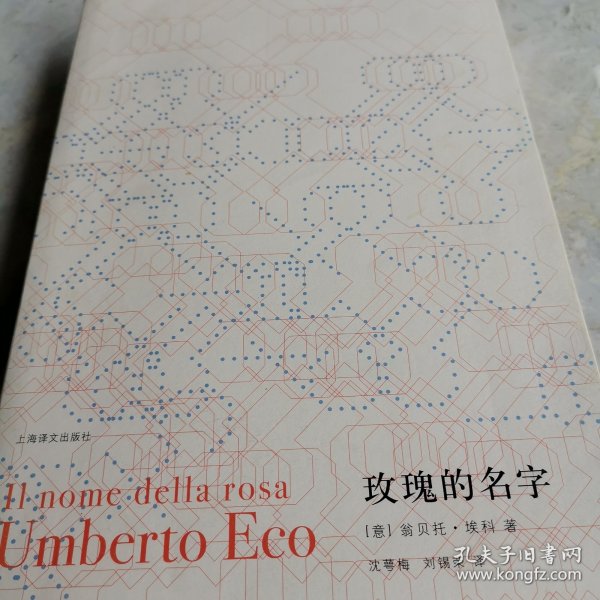 上海译文出版社
Il nome della rosa
Umberto Eco
玫瑰的名字
[意] 翁贝托·埃科 著
沈萼梅 刘锡
孔夫子旧书网
www.kongfz.com